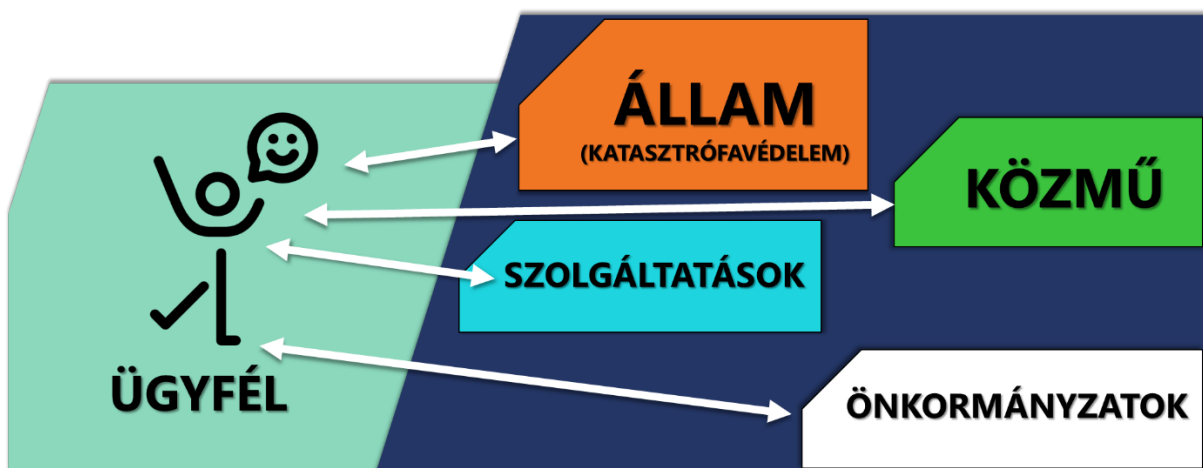 ÁLLAM
(KATASZTRÓFAVÉDELEM)
KÖZMŰ
SZOLGÁLTATÁSOK
ÜGYFÉL
ÖNKORMÁNYZATOK